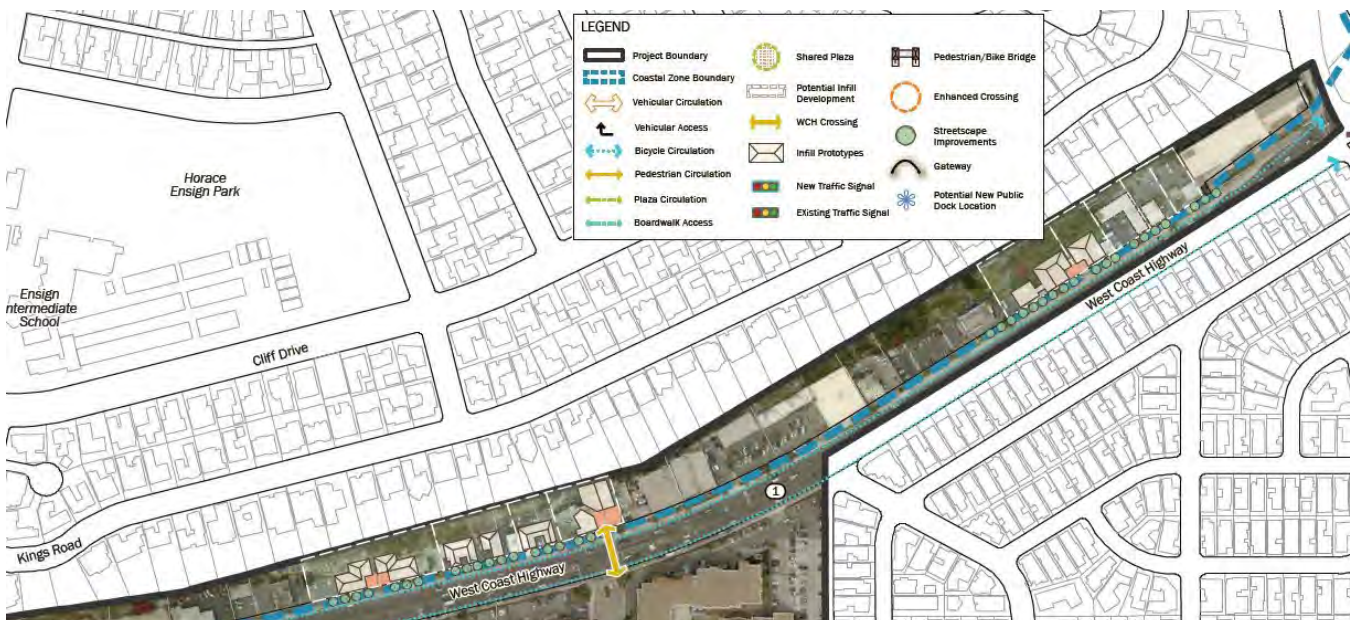 LEGEND
Project Boundary
Coastal Zone Boundary
Vehicular Circulation
Vehicular Access
Bicycle Circulation
Pedestrian Circulation
Plaza Circulation
Boardwalk Access
Shared Plaza
Potential Infill
Development
WCH Crossing
Infill Prototypes
New Traffic Signal
Existing Traffic Signal
Pedestrian/Bike Bridge
Enhanced Crossing
Streetscape
Improvements
Gateway
Potential New Public
Dock Location
Horace
Ensign Park
Ensign
ntermediate
School
Cliff Drive
Kings Road
West Coast Highway
1
West Coast Highway